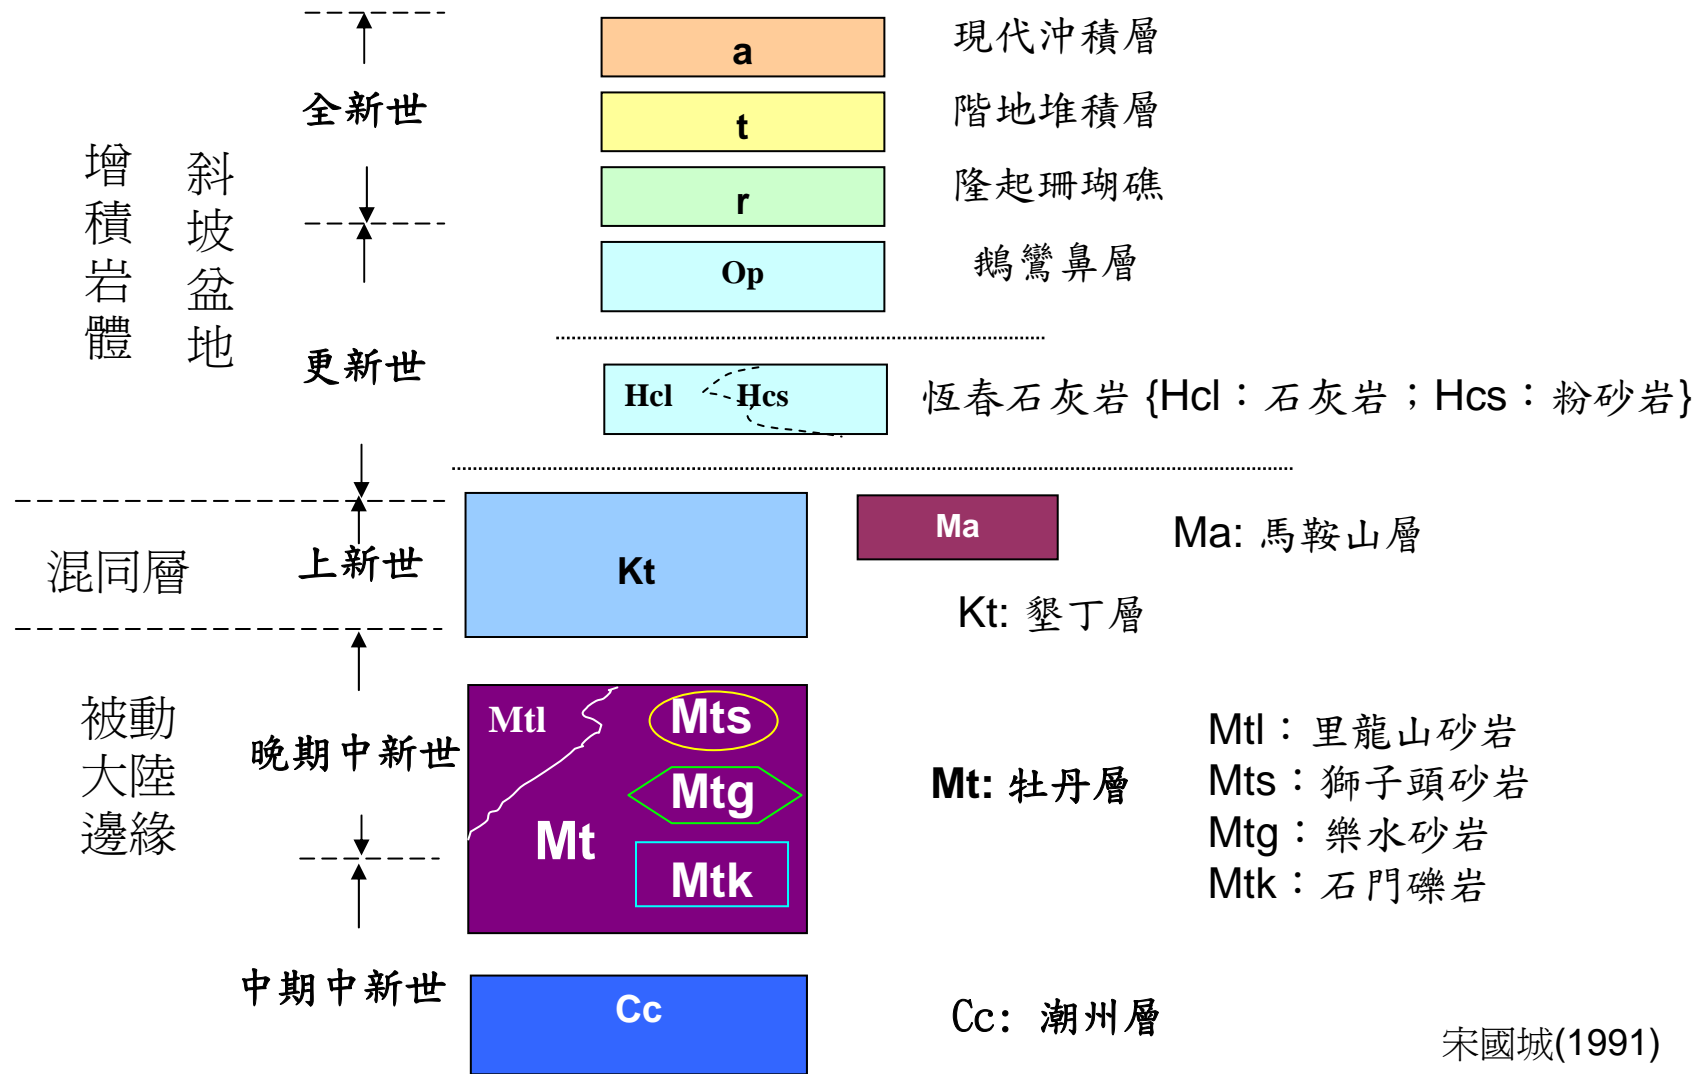 a
現代沖積層
全新世
t
階地堆積層
增積岩體
斜坡盆地
r
隆起珊瑚礁
Op
鵝鸞鼻層
更新世
Hcl
Hcs
恆春石灰岩 {Hcl：石灰岩；Hcs：粉砂岩}
混同層
上新世
Kt
Ma
Ma: 馬鞍山層
Kt: 墾丁層
被動
大陸
邊緣
晚期中新世
Mtl
Mts
Mtg
Mt
Mtk
Mt: 牡丹層
Mtl：里龍山砂岩
Mts：獅子頭砂岩
Mtg：樂水砂岩
Mtk：石門礫岩
中期中新世
Cc
Cc: 潮州層
宋國城(1991)